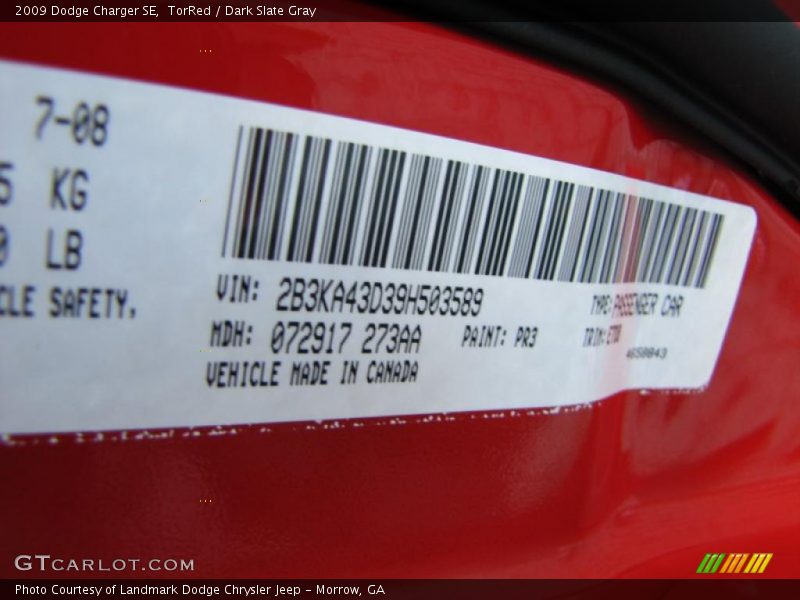 2009 Dodge Charger SE, TorRed / Dark Slate Gray
7-08
5 KG
LB
CLE SAFETY.
VIN: 2B3KA43D39H503589
TYPE: PASSENGER CAR
MDH: 072917 273AA
PAINT: PR3
TRIM:
VEHICLE MADE IN CANADA
GTCARLOT.COM
Photo Courtesy of Landmark Dodge Chrysler Jeep - Morrow, GA